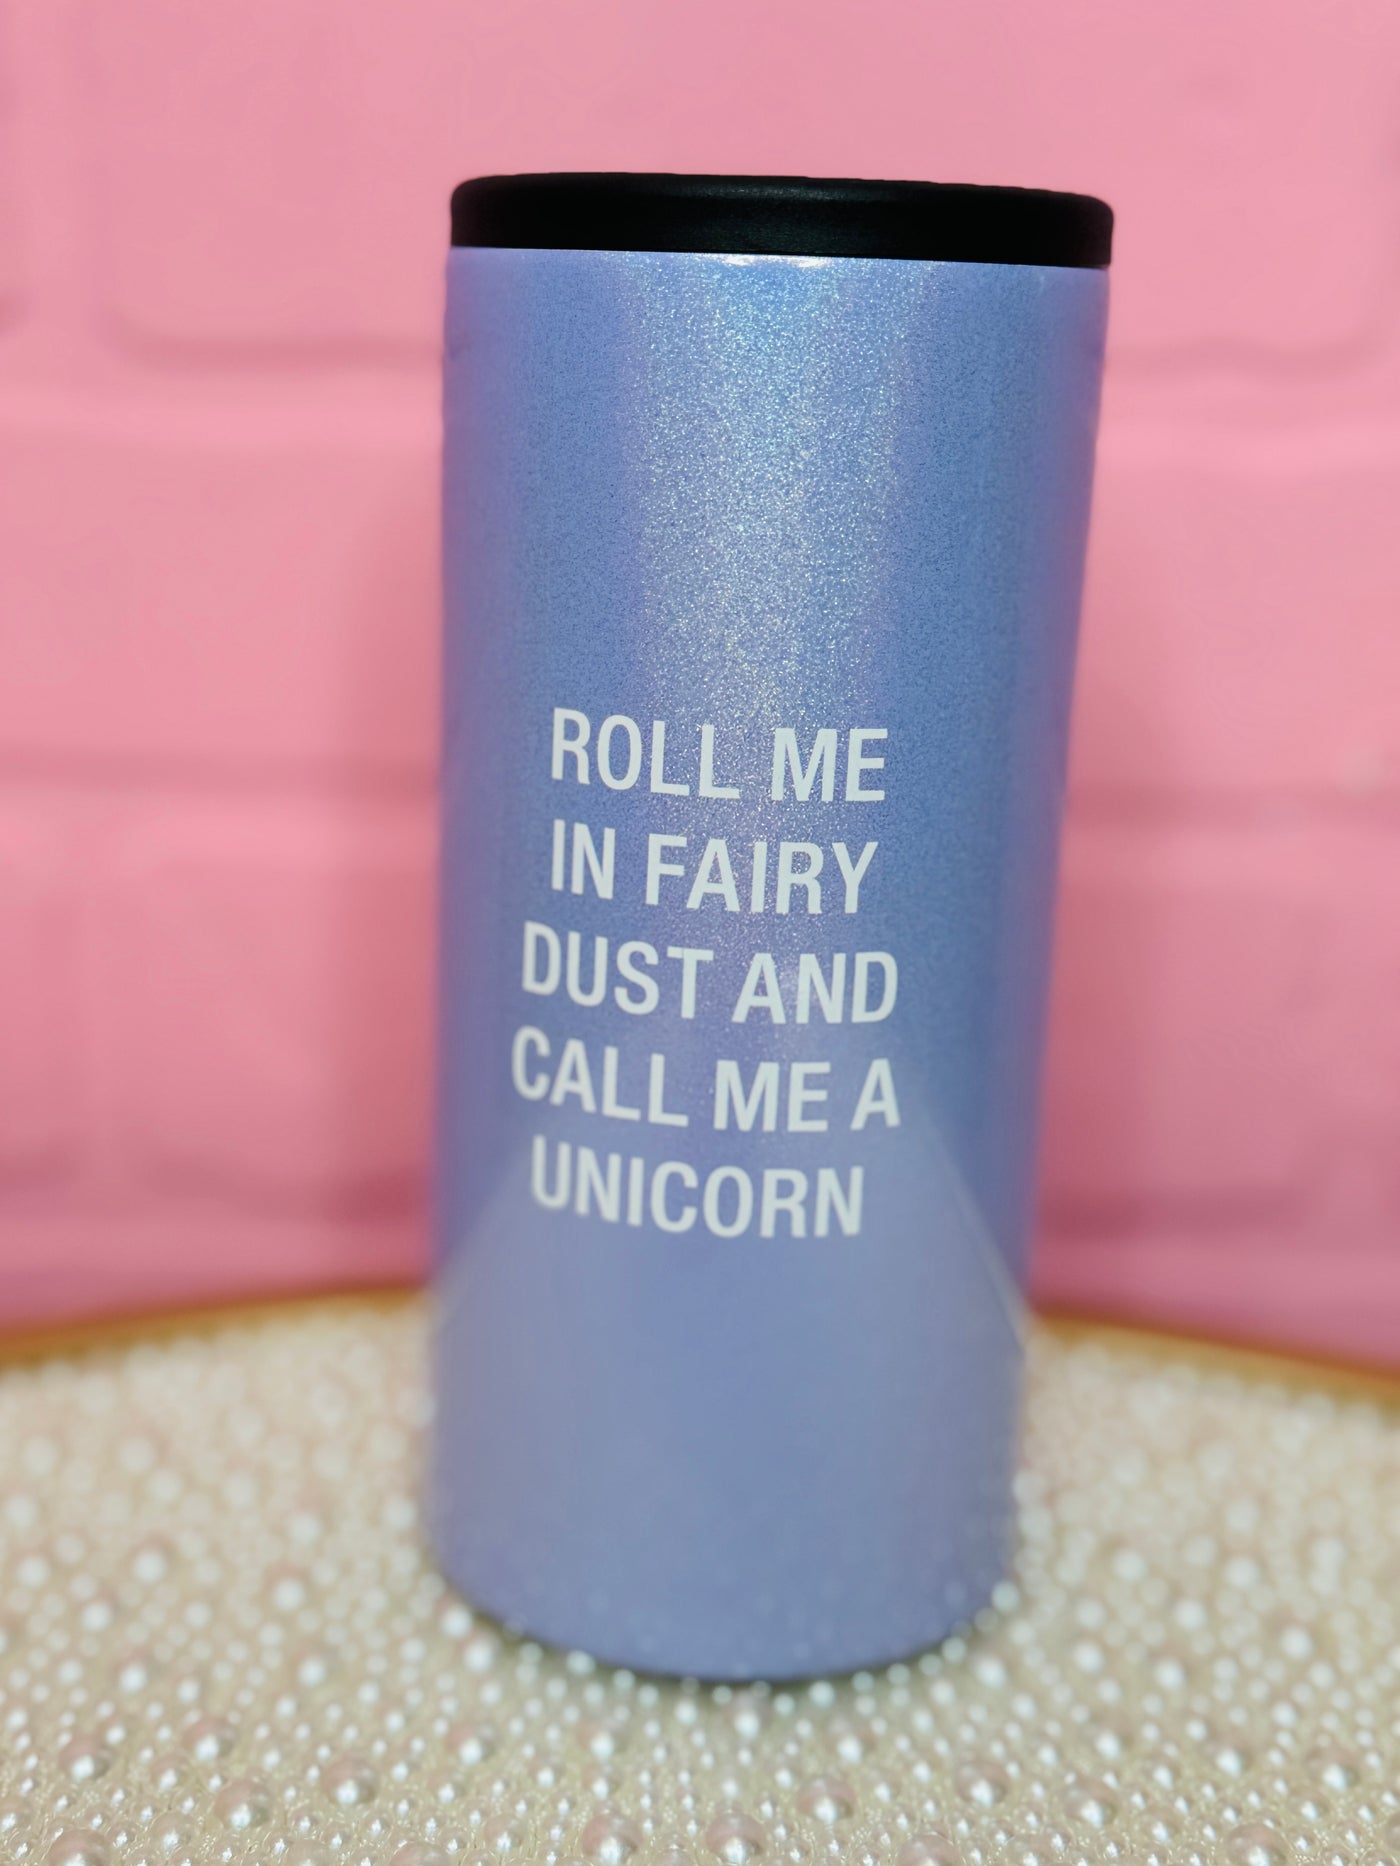 ROLL ME
IN FAIRY
DUST AND
CALL ME A
UNICORN